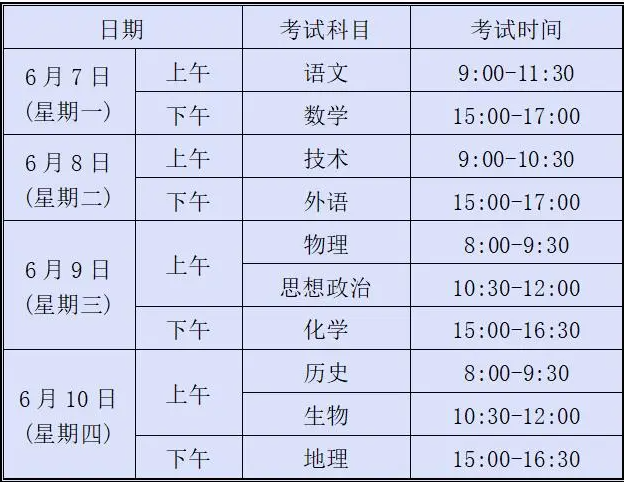 日期 考试科目 考试时间
6月7日
(星期一)
上午 语文 9:00-11:30
下午 数学 15:00-17:00
6月8日
(星期二)
上午 技术 9:00-10:30
下午 外语 15:00-17:00
6月9日
(星期三)
上午 物理 8:00-9:30
思想政治 10:30-12:00
下午 化学 15:00-16:30
6月10日
(星期四)
上午 历史 8:00-9:30
生物 10:30-12:00
下午 地理 15:00-16:30